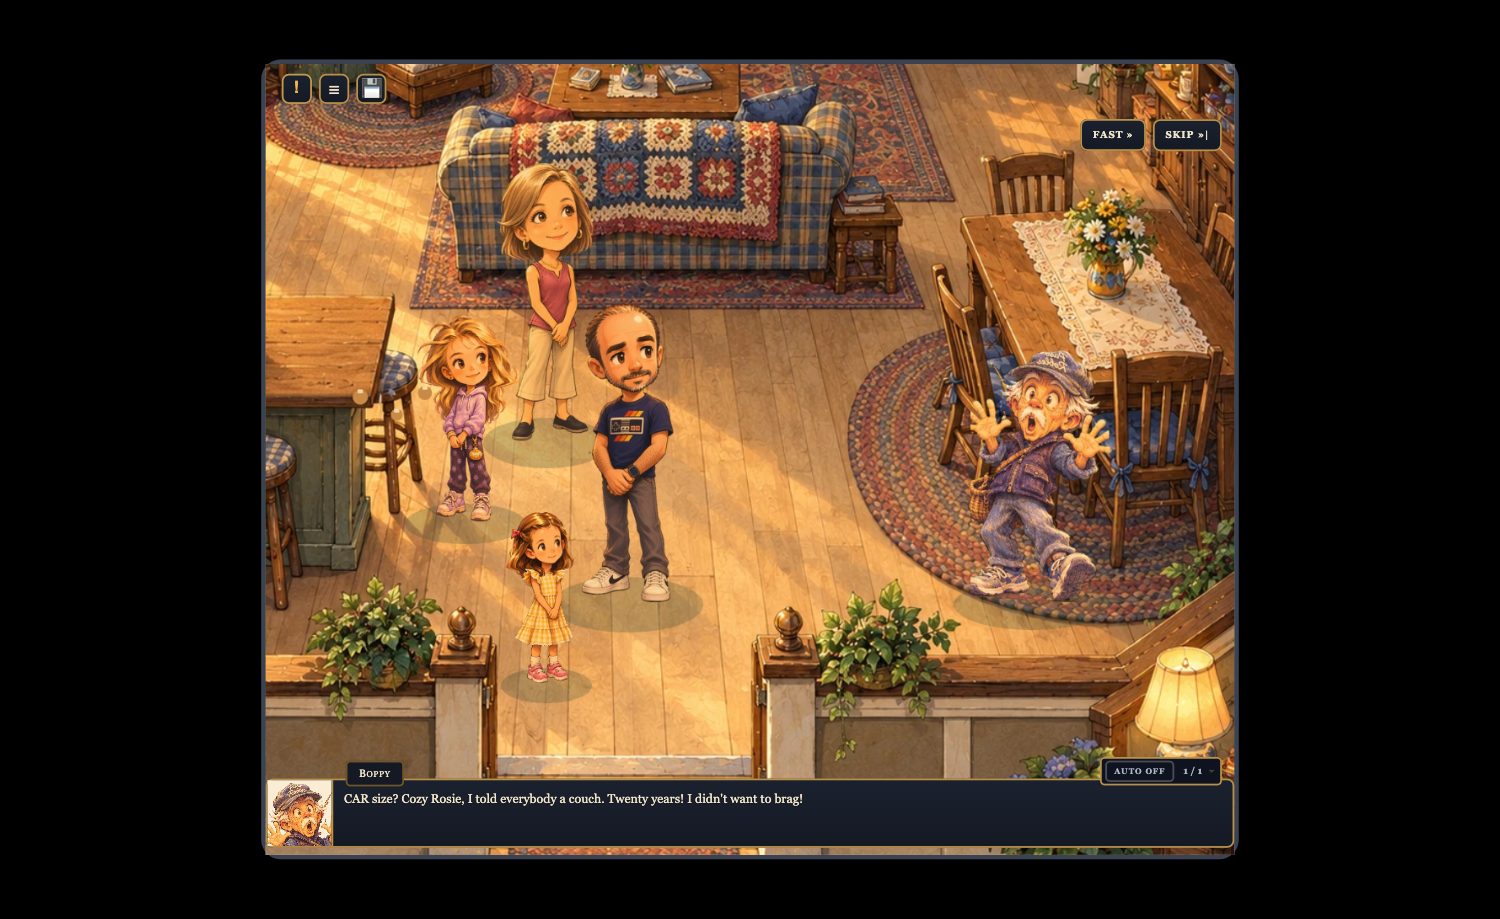 !
≡
FAST »
SKIP »|
BOPPY
AUTO OFF
1 / 1
CAR size? Cozy Rosie, I told everybody a couch. Twenty years! I didn't want to brag!